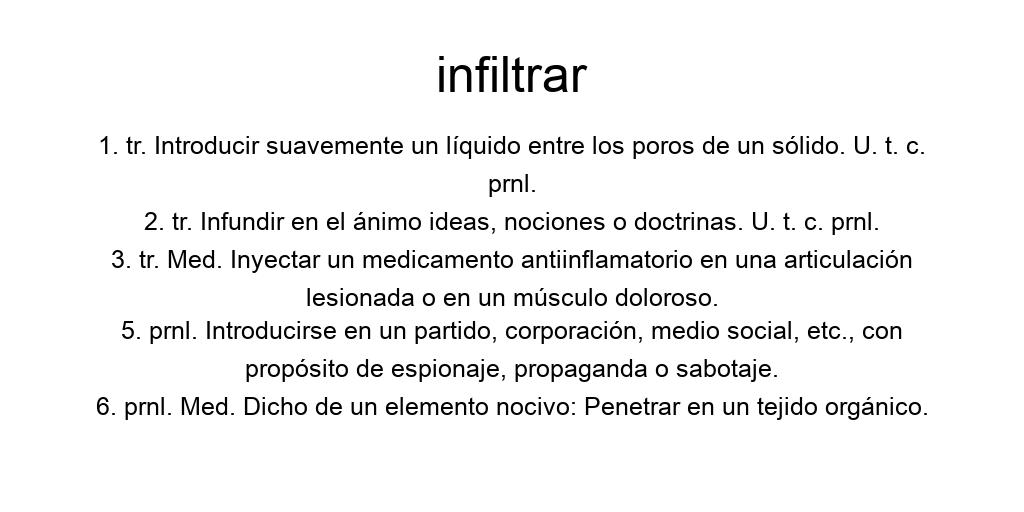 infiltrar
1. tr. Introducir suavemente un líquido entre los poros de un sólido. U. t. c.
prnl.
2. tr. Infundir en el ánimo ideas, nociones o doctrinas. U. t. c. prnl.
3. tr. Med. Inyectar un medicamento antiinflamatorio en una articulación
lesionada o en un músculo doloroso.
5. prnl. Introducirse en un partido, corporación, medio social, etc., con
propósito de espionaje, propaganda o sabotaje.
6. prnl. Med. Dicho de un elemento nocivo: Penetrar en un tejido orgánico.